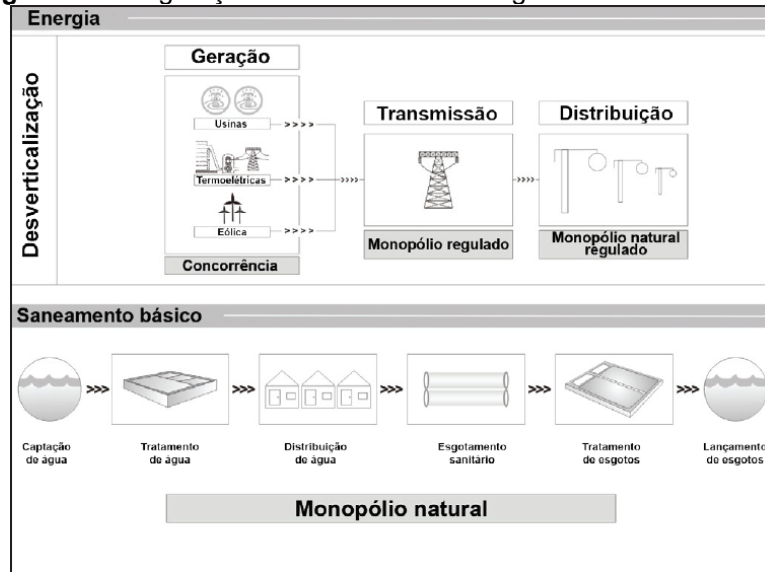 Energia
Desverticalização
Geração
Usinas
>>>>
Termoelétricas
>>>>
Eólica
>>>>
Concorrência
>>>>
Transmissão
Monopólio regulado
>>>>
Distribuição
Monopólio natural
regulado
Saneamento básico
>>>
>>>
>>>
>>>
>>>
Captação
de água
Tratamento
de água
Distribuição
de água
Esgotamento
sanitário
Tratamento
de esgotos
Lançamento
de esgotos
Monopólio natural